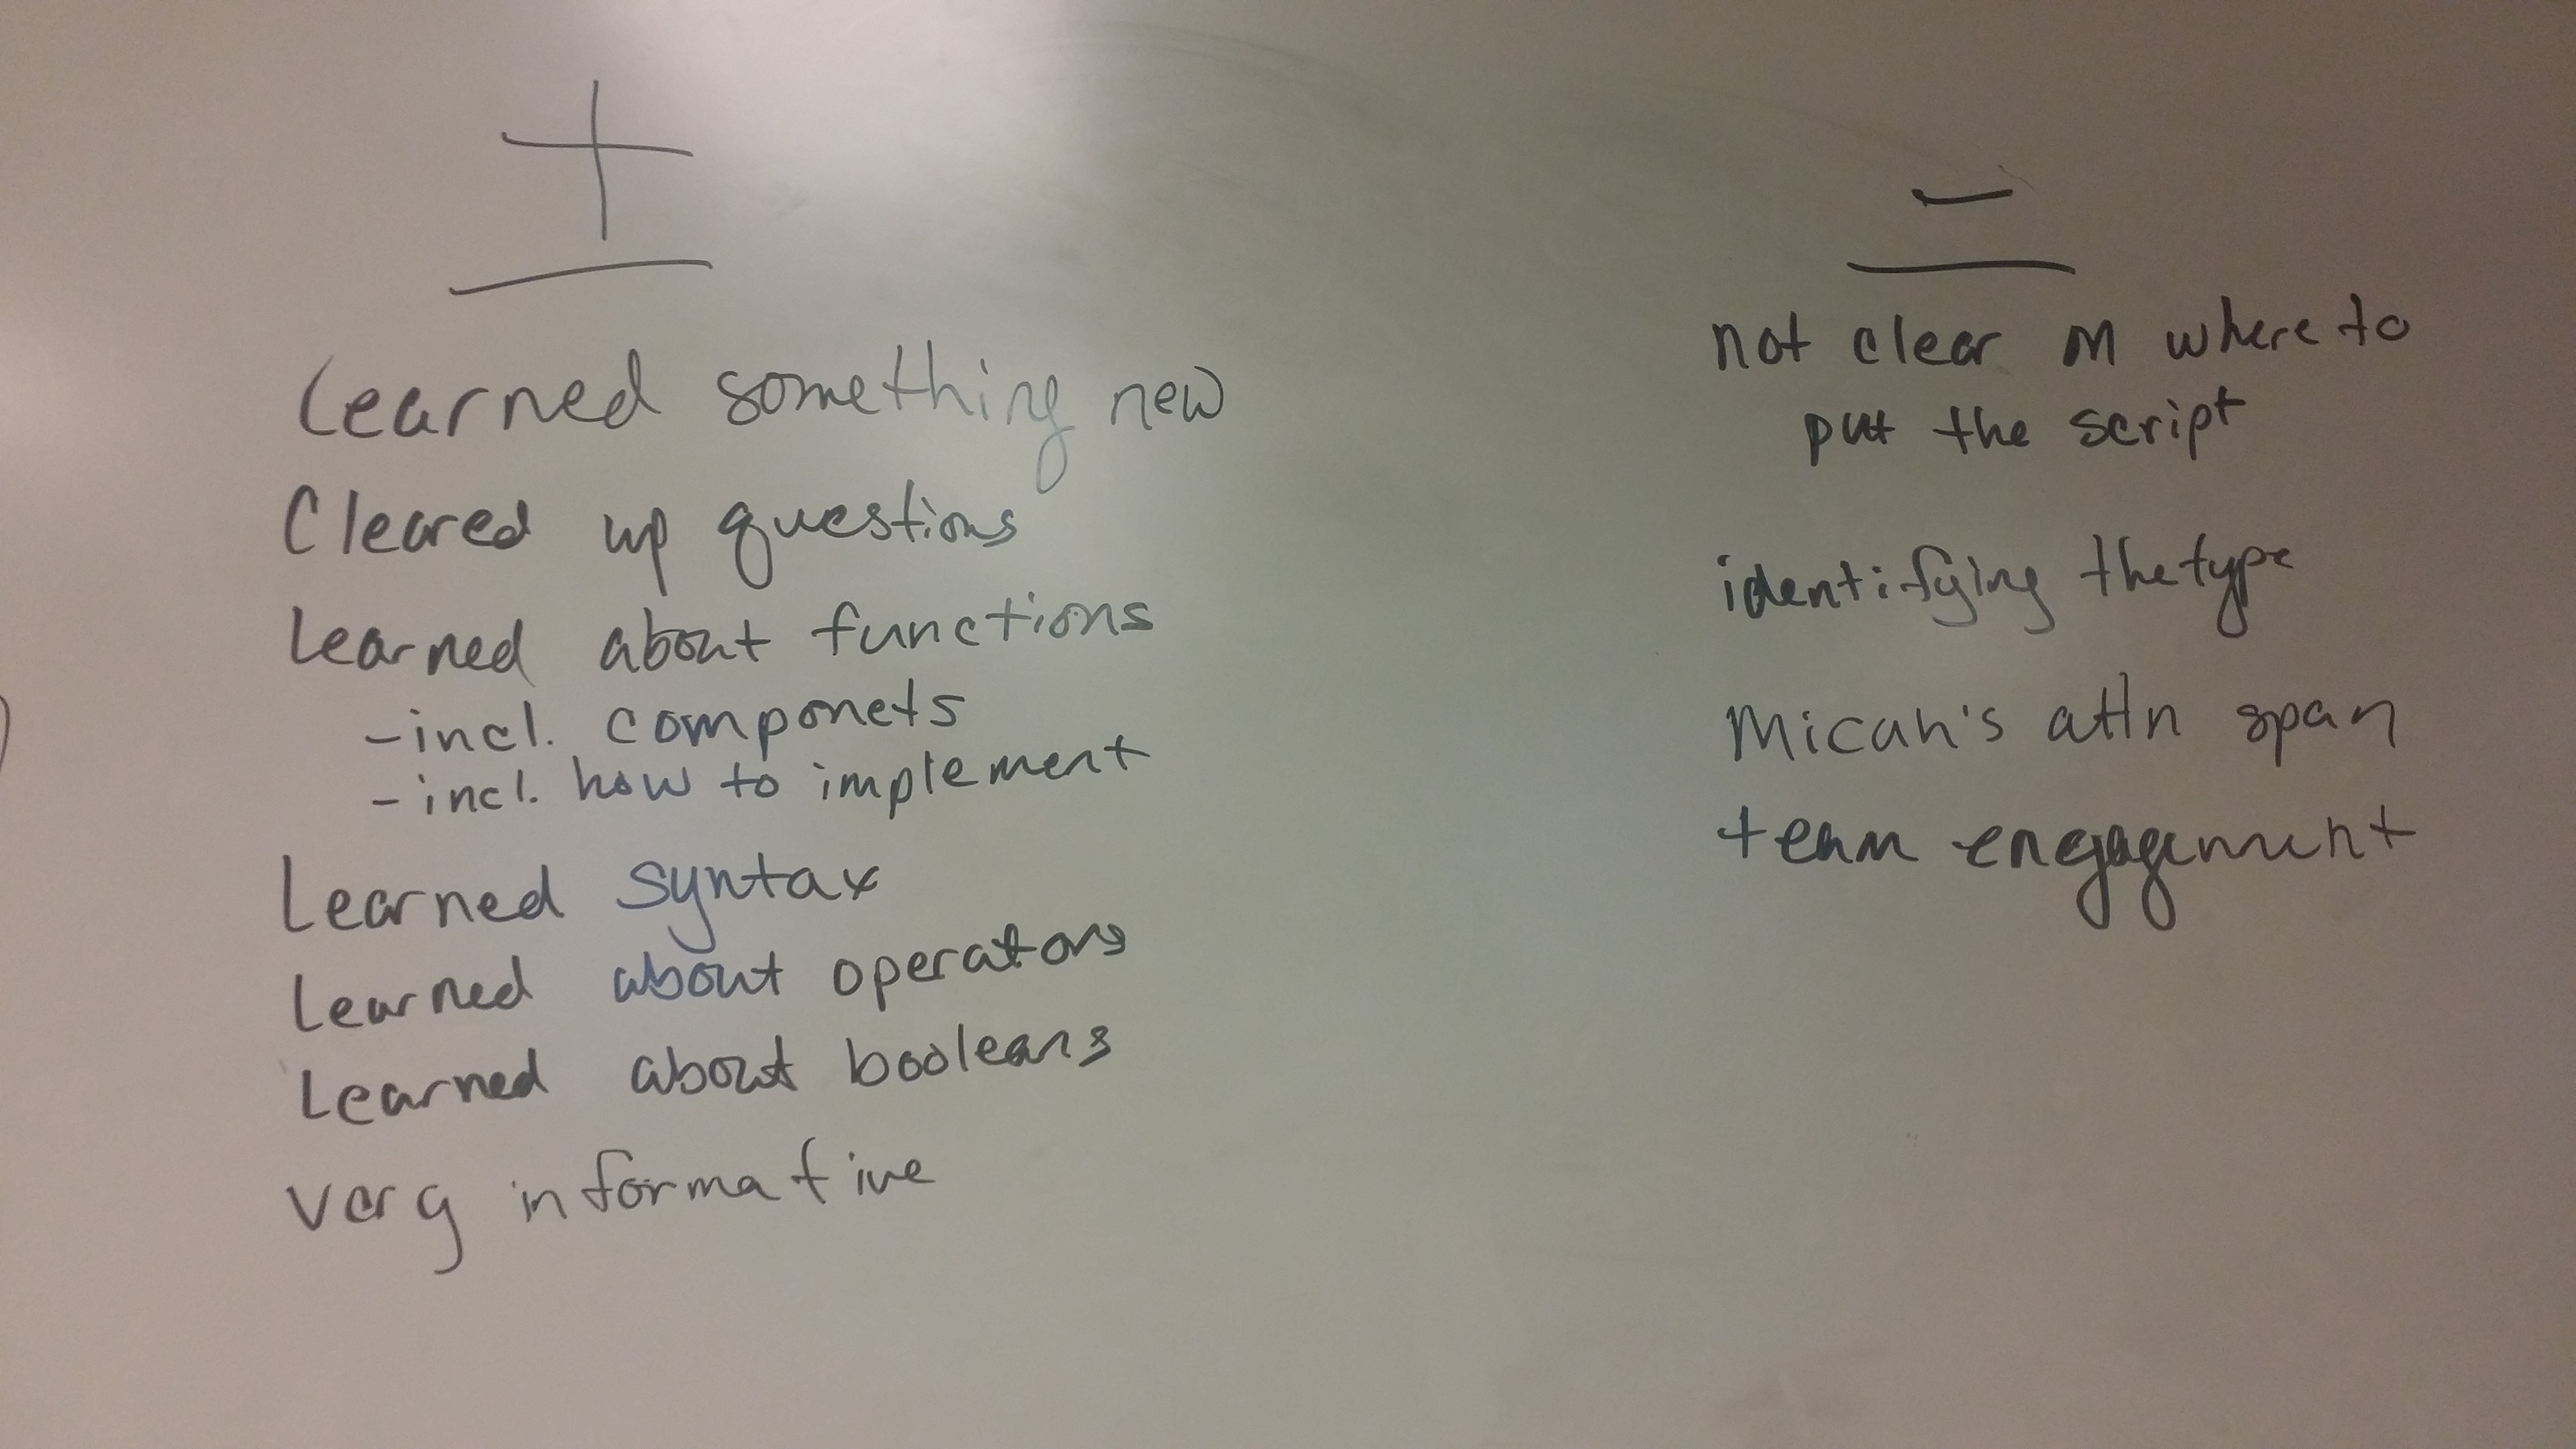 +
Learned something new
Cleared up questions
Learned about functions
- incl. componets
- incl. how to implement
Learned syntax
Learned about operators
Learned about booleans
very informative
-
not clear on where to
put the script
identifying the type
Micah's attn span
team engagement